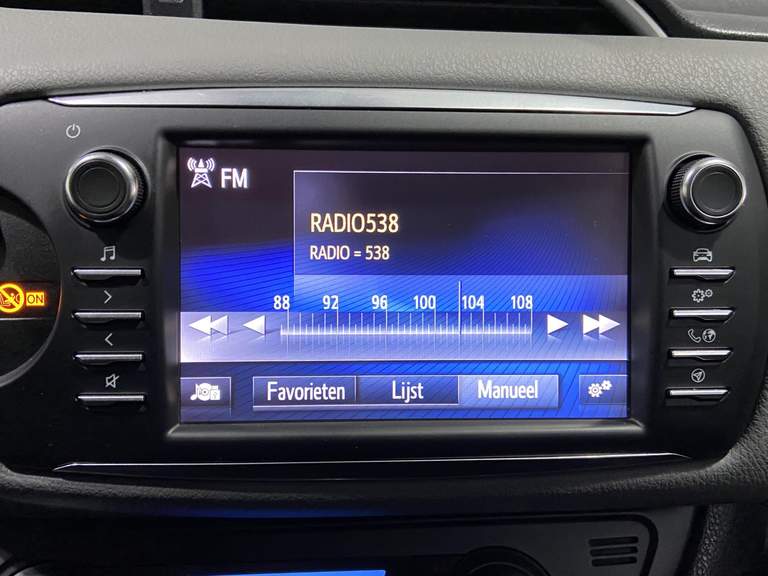 FM
RADIO538
RADIO = 538
88 92 96 100 104 108
ON
Favorieten Lijst Manueel